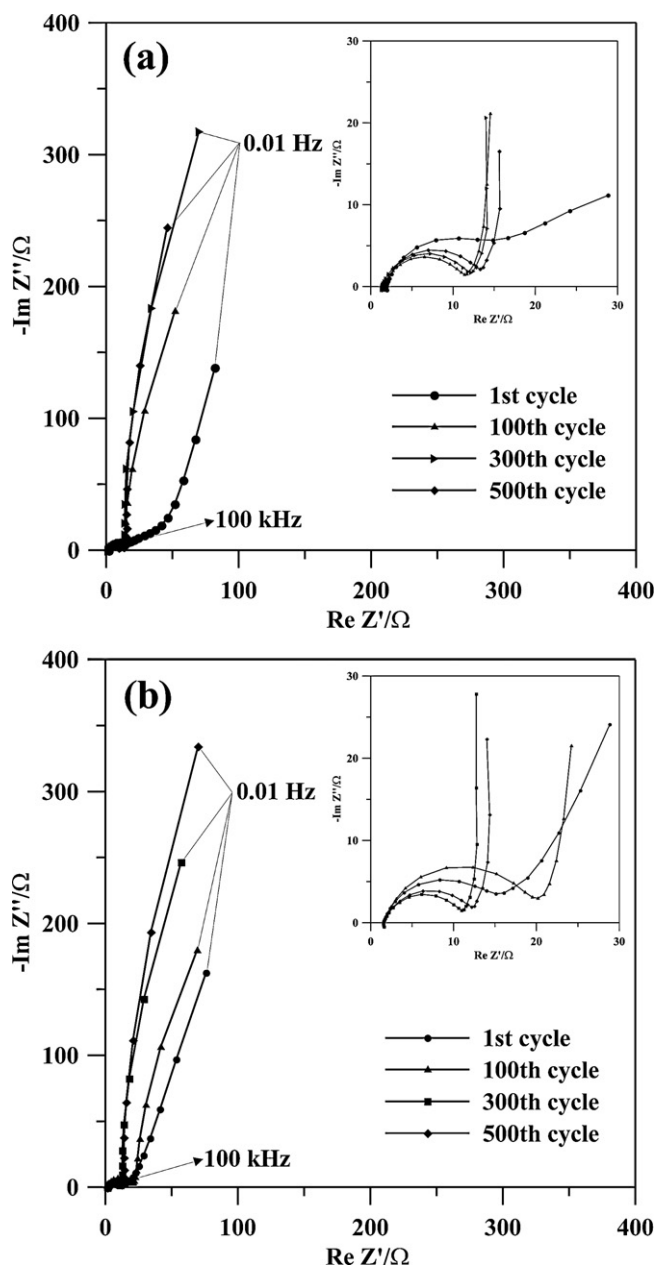 (a)
400
300
200
100
0
-Im Z''/Ω
0 100 200 300 400
Re Z'/Ω
0.01 Hz
100 kHz
30
20
10
0
-Im Z''/Ω
0 10 20 30
Re Z'/Ω
1st cycle
100th cycle
300th cycle
500th cycle
(b)
400
300
200
100
0
-Im Z''/Ω
0 100 200 300 400
Re Z'/Ω
0.01 Hz
100 kHz
30
20
10
0
-Im Z''/Ω
0 10 20 30
Re Z'/Ω
1st cycle
100th cycle
300th cycle
500th cycle